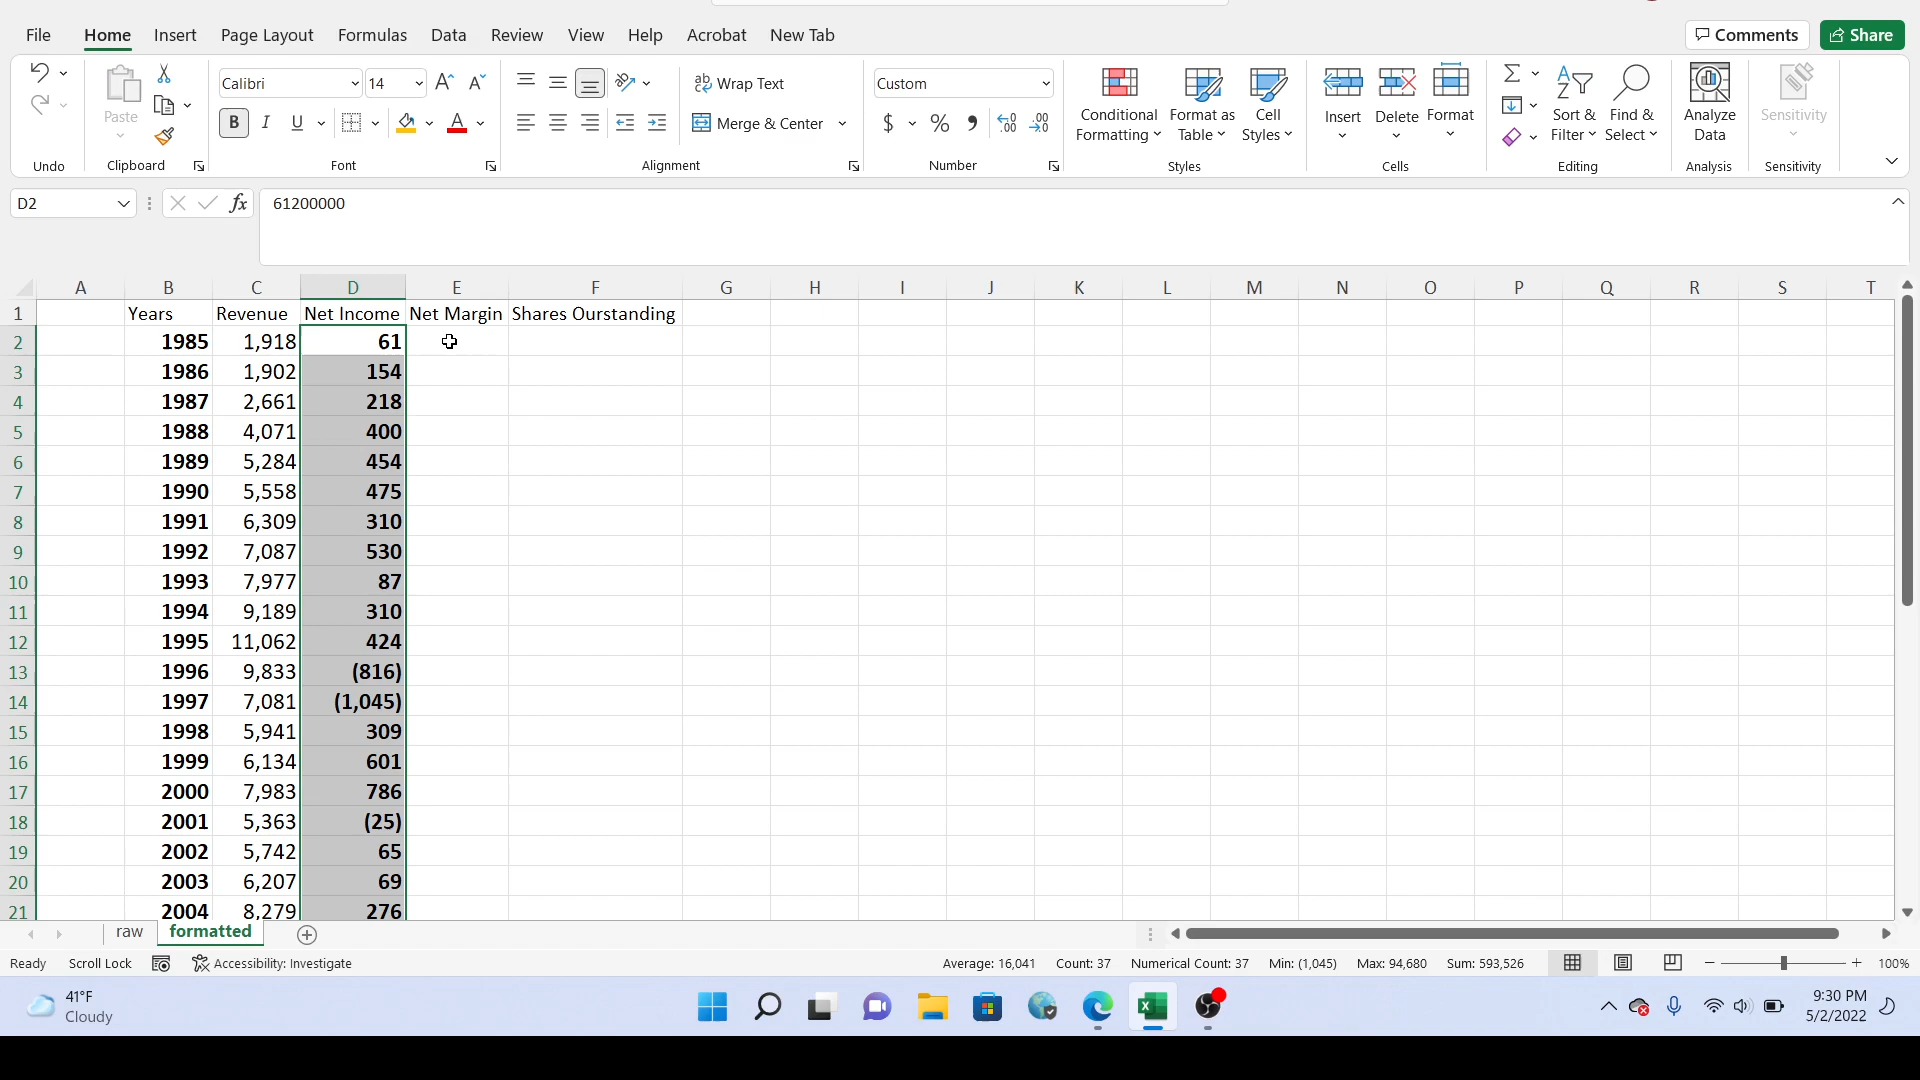 File Home Insert Page Layout Formulas Data Review View Help Acrobat New Tab Comments Share
Calibri 14 Wrap Text Custom
Paste B I U Merge & Center $ % Conditional Formatting Format as Table Cell Styles Insert Delete Format Sort & Filter Find & Select Analyze Data Sensitivity
Undo Clipboard Font Alignment Number Styles Cells Editing Analysis Sensitivity
D2 fx 61200000
A B C D E F G H I J K L M N O P Q R S T
1 Years Revenue Net Income Net Margin Shares Ourstanding
2 1985 1,918 61
3 1986 1,902 154
4 1987 2,661 218
5 1988 4,071 400
6 1989 5,284 454
7 1990 5,558 475
8 1991 6,309 310
9 1992 7,087 530
10 1993 7,977 87
11 1994 9,189 310
12 1995 11,062 424
13 1996 9,833 (816)
14 1997 7,081 (1,045)
15 1998 5,941 309
16 1999 6,134 601
17 2000 7,983 786
18 2001 5,363 (25)
19 2002 5,742 65
20 2003 6,207 69
21 2004 8,279 276
raw formatted
Ready Scroll Lock Accessibility: Investigate Average: 16,041 Count: 37 Numerical Count: 37 Min: (1,045) Max: 94,680 Sum: 593,526 100%
41°F 9:30 PM
Cloudy 5/2/2022